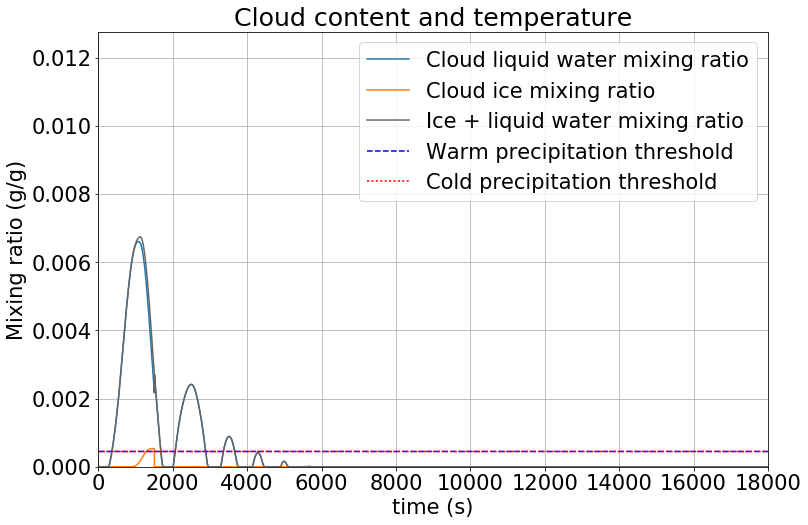 Cloud content and temperature
Cloud liquid water mixing ratio
Cloud ice mixing ratio
Ice + liquid water mixing ratio
Warm precipitation threshold
Cold precipitation threshold
Mixing ratio (g/g)
0.012
0.010
0.008
0.006
0.004
0.002
0.000
0 2000 4000 6000 8000 10000 12000 14000 16000 18000
time (s)